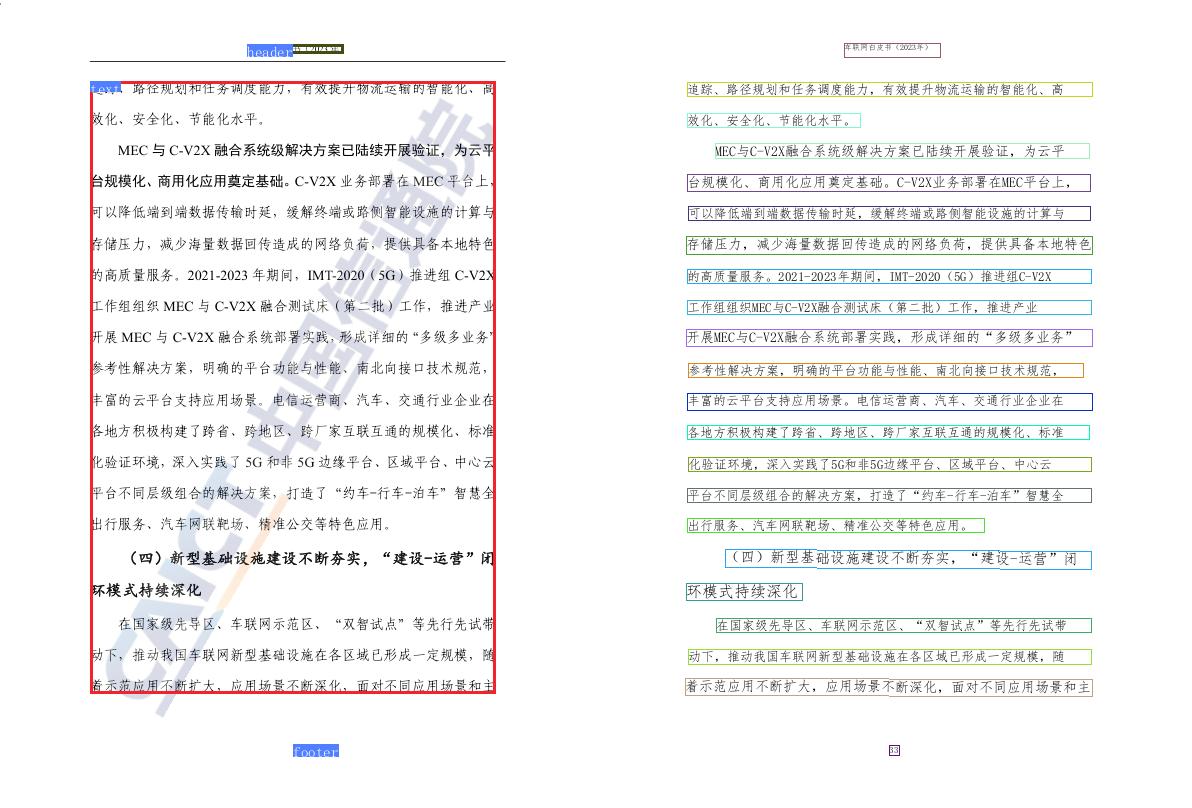 header
text
路径规划和任务调度能力，有效提升物流运输的智能化、高
效化、安全化、节能化水平。
MEC 与 C-V2X 融合系统级解决方案已陆续开展验证，为云平
台规模化、商用化应用奠定基础。C-V2X 业务部署在 MEC 平台上，
可以降低端到端数据传输时延，缓解终端或路侧智能设施的计算与
存储压力，减少海量数据回传造成的网络负荷，提供具备本地特色
的高质量服务。2021-2023 年期间，IMT-2020（5G）推进组 C-V2X
工作组组织 MEC 与 C-V2X 融合测试床（第二批）工作，推进产业
开展 MEC 与 C-V2X 融合系统部署实践，形成详细的“多级多业务”
参考性解决方案，明确的平台功能与性能、南北向接口技术规范，
丰富的云平台支持应用场景。电信运营商、汽车、交通行业企业在
各地方积极构建了跨省、跨地区、跨厂家互联互通的规模化、标准
化验证环境，深入实践了 5G 和非 5G 边缘平台、区域平台、中心云
平台不同层级组合的解决方案，打造了“约车-行车-泊车”智慧全
出行服务、汽车网联靶场、精准公交等特色应用。
（四）新型基础设施建设不断夯实，“建设-运营”闭
环模式持续深化
在国家级先导区、车联网示范区、“双智试点”等先行先试带
动下，推动我国车联网新型基础设施在各区域已形成一定规模，随
着示范应用不断扩大，应用场景不断深化，面对不同应用场景和主
CAICT 中国信通院
footer
车联网白皮书（2023年）
追踪、路径规划和任务调度能力，有效提升物流运输的智能化、高
效化、安全化、节能化水平。
MEC与C-V2X融合系统级解决方案已陆续开展验证，为云平
台规模化、商用化应用奠定基础。C-V2X业务部署在MEC平台上，
可以降低端到端数据传输时延，缓解终端或路侧智能设施的计算与
存储压力，减少海量数据回传造成的网络负荷，提供具备本地特色
的高质量服务。2021-2023年期间，IMT-2020（5G）推进组C-V2X
工作组组织MEC与C-V2X融合测试床（第二批）工作，推进产业
开展MEC与C-V2X融合系统部署实践，形成详细的“多级多业务”
参考性解决方案，明确的平台功能与性能、南北向接口技术规范，
丰富的云平台支持应用场景。电信运营商、汽车、交通行业企业在
各地方积极构建了跨省、跨地区、跨厂家互联互通的规模化、标准
化验证环境，深入实践了5G和非5G边缘平台、区域平台、中心云
平台不同层级组合的解决方案，打造了“约车-行车-泊车”智慧全
出行服务、汽车网联靶场、精准公交等特色应用。
（四）新型基础设施建设不断夯实，“建设-运营”闭
环模式持续深化
在国家级先导区、车联网示范区、“双智试点”等先行先试带
动下，推动我国车联网新型基础设施在各区域已形成一定规模，随
着示范应用不断扩大，应用场景不断深化，面对不同应用场景和主
33